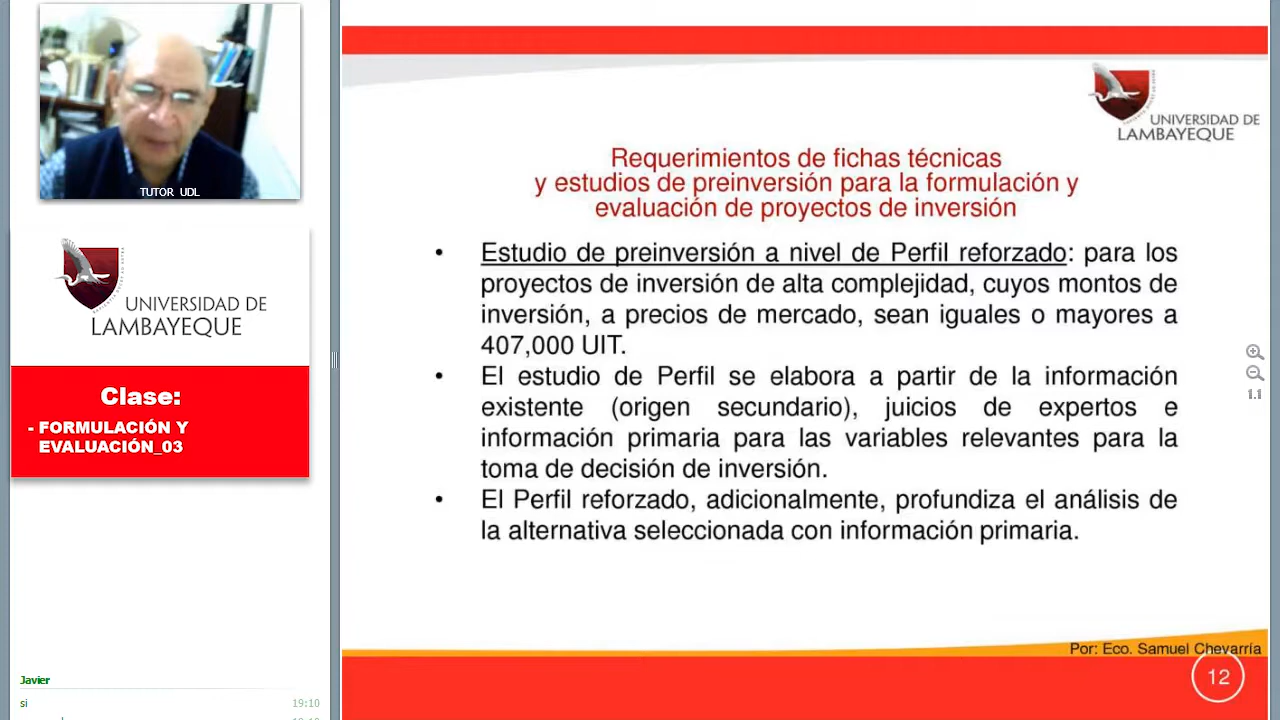 TUTOR UDL
UNIVERSIDAD DE
LAMBAYEQUE
Clase:
- FORMULACIÓN Y
EVALUACIÓN_03
Javier
si
19:10
UNIVERSIDAD DE
LAMBAYEQUE
Requerimientos de fichas técnicas
y estudios de preinversión para la formulación y
evaluación de proyectos de inversión
• Estudio de preinversión a nivel de Perfil reforzado: para los
proyectos de inversión de alta complejidad, cuyos montos de
inversión, a precios de mercado, sean iguales o mayores a
407,000 UIT.
• El estudio de Perfil se elabora a partir de la información
existente (origen secundario), juicios de expertos e
información primaria para las variables relevantes para la
toma de decisión de inversión.
• El Perfil reforzado, adicionalmente, profundiza el análisis de
la alternativa seleccionada con información primaria.
1.1
Por: Eco. Samuel Chevarría
12